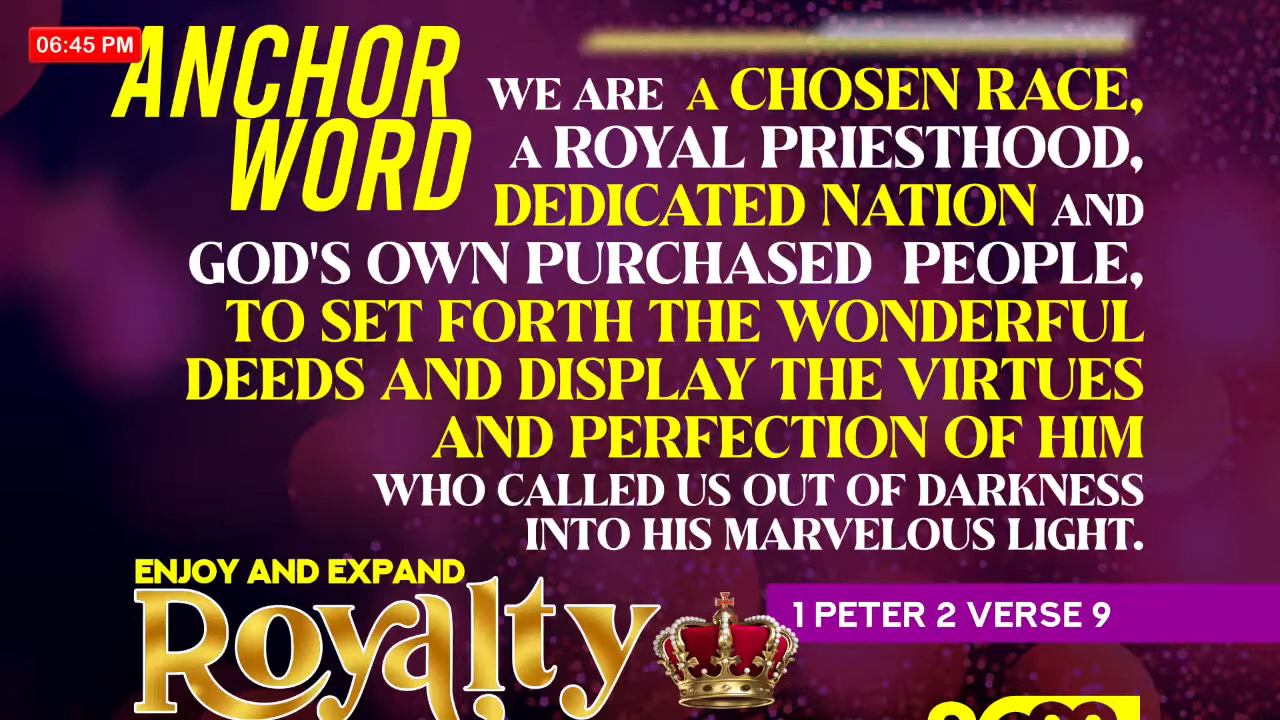 06:45 PM
ANCHOR
WORD
WE ARE A CHOSEN RACE,
A ROYAL PRIESTHOOD,
DEDICATED NATION AND
GOD'S OWN PURCHASED PEOPLE,
TO SET FORTH THE WONDERFUL
DEEDS AND DISPLAY THE VIRTUES
AND PERFECTION OF HIM
WHO CALLED US OUT OF DARKNESS
INTO HIS MARVELOUS LIGHT.
ENJOY AND EXPAND
Royalty
1 PETER 2 VERSE 9